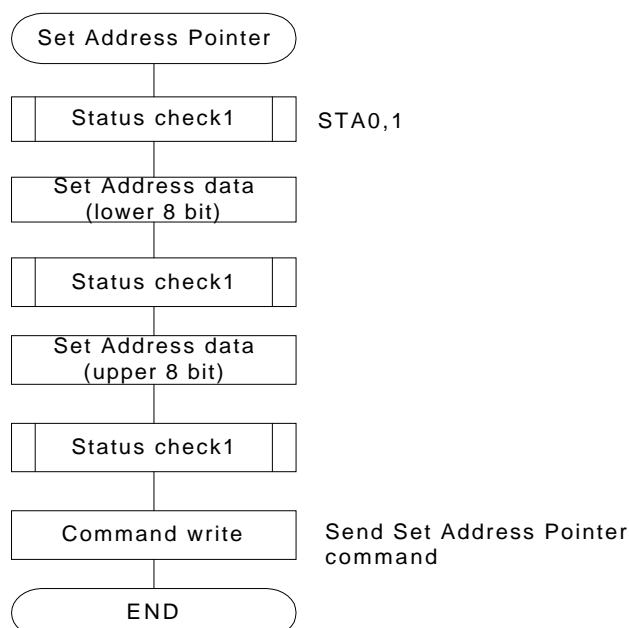 Set Address Pointer
Status check1
STA0,1
Set Address data
(lower 8 bit)
Status check1
Set Address data
(upper 8 bit)
Status check1
Command write
Send Set Address Pointer
command
END